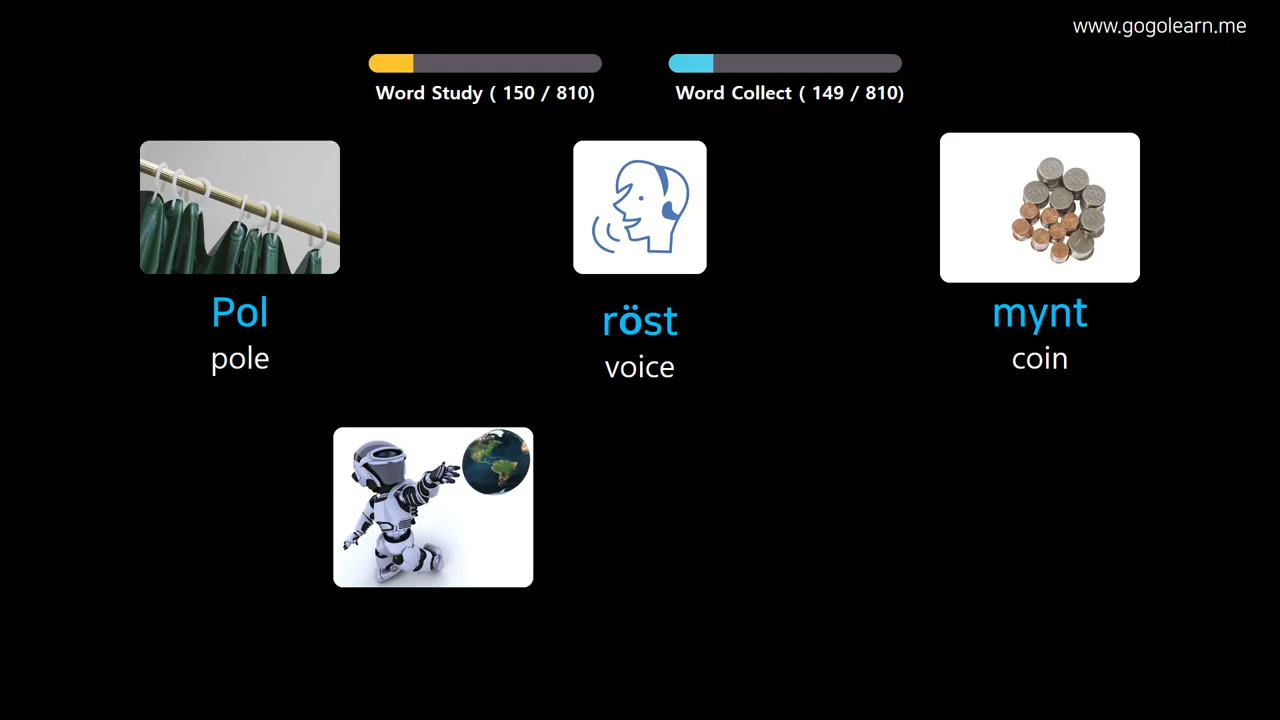 www.gogolearn.me
Word Study ( 150 / 810)
Word Collect ( 149 / 810)
Pol
pole
röst
voice
mynt
coin